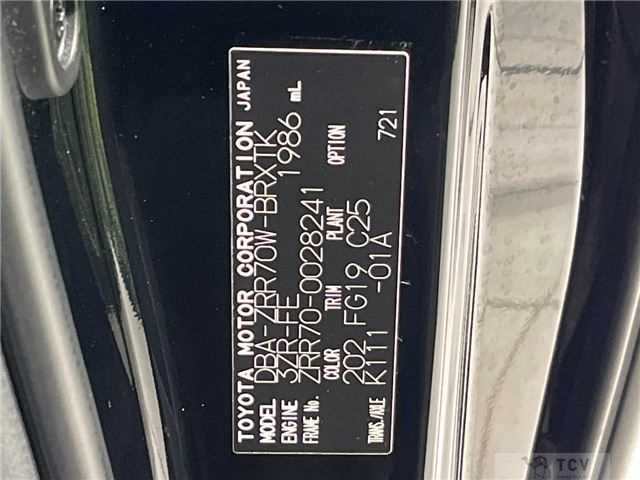 TOYOTA MOTOR CORPORATION JAPAN
MODEL DBA-ZRR70W-BRXTK
ENGINE 3ZR-FE 1986 mL
FRAME No. ZRR70-0028241
COLOR TRIM PLANT OPTION
202 FG19 C25
TRANS./AXLE K111 -01A 721
TCV